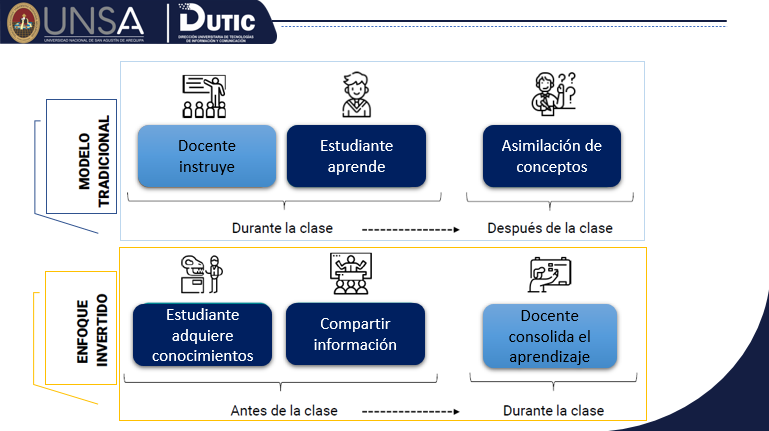 UNSA
UNIVERSIDAD NACIONAL DE SAN AGUSTÍN DE AREQUIPA
DUTIC
DIRECCIÓN UNIVERSITARIA DE TECNOLOGÍAS
DE INFORMACIÓN Y COMUNICACIÓN
MODELO
TRADICIONAL
Docente
instruye
Estudiante
aprende
Asimilación de
conceptos
Durante la clase
Después de la clase
ENFOQUE
INVERTIDO
Estudiante
adquiere
conocimientos
Compartir
información
Docente
consolida el
aprendizaje
Antes de la clase
Durante la clase